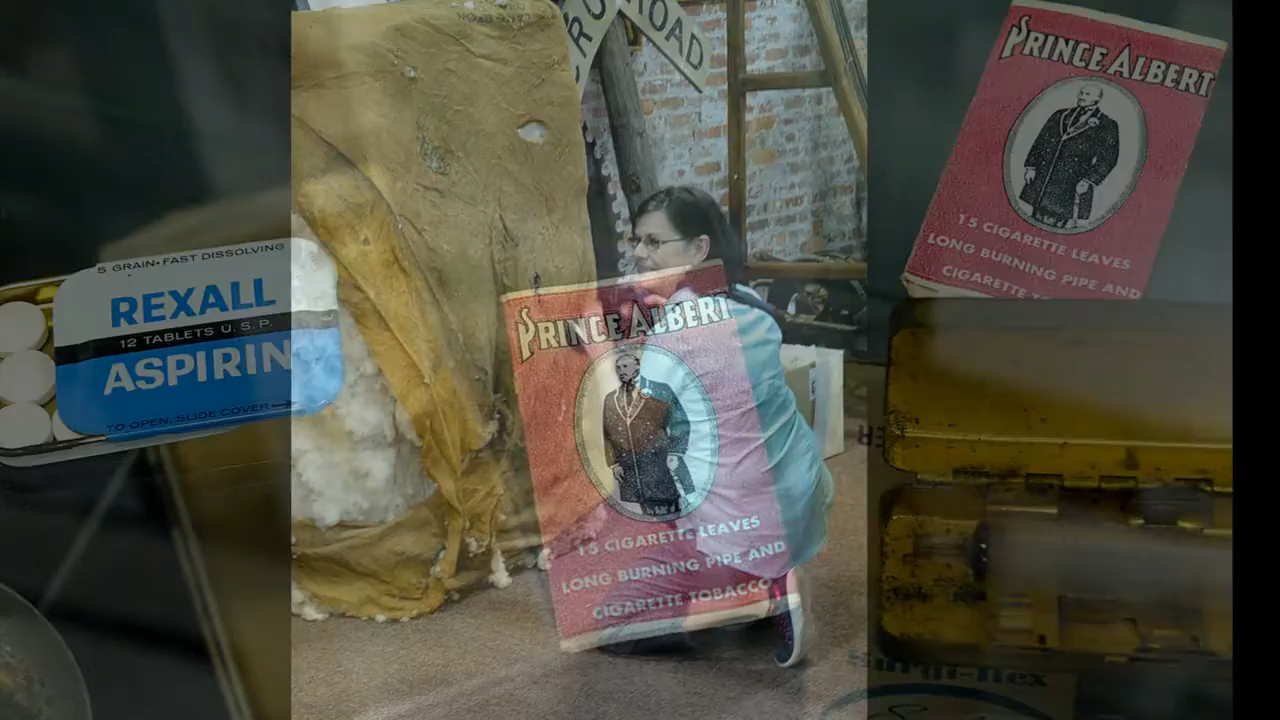 CRO ROAD
5 GRAIN•FAST DISSOLVING
REXALL
12 TABLETS U.S.P.
ASPIRIN
TO OPEN, SLIDE COVER
PRINCE ALBERT
15 CIGARETTE LEAVES
LONG BURNING PIPE AND
CIGARETTE TOBACCO
PRINCE ALBERT
15 CIGARETTE LEAVES
LONG BURNING PIPE AND
CIGARETTE